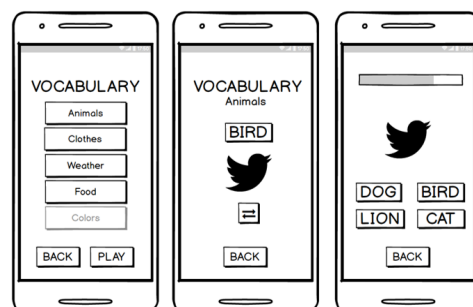 VOCABULARY
Animals
Clothes
Weather
Food
Colors
BACK PLAY
VOCABULARY
Animals
BIRD
BACK
DOG BIRD
LION CAT
BACK